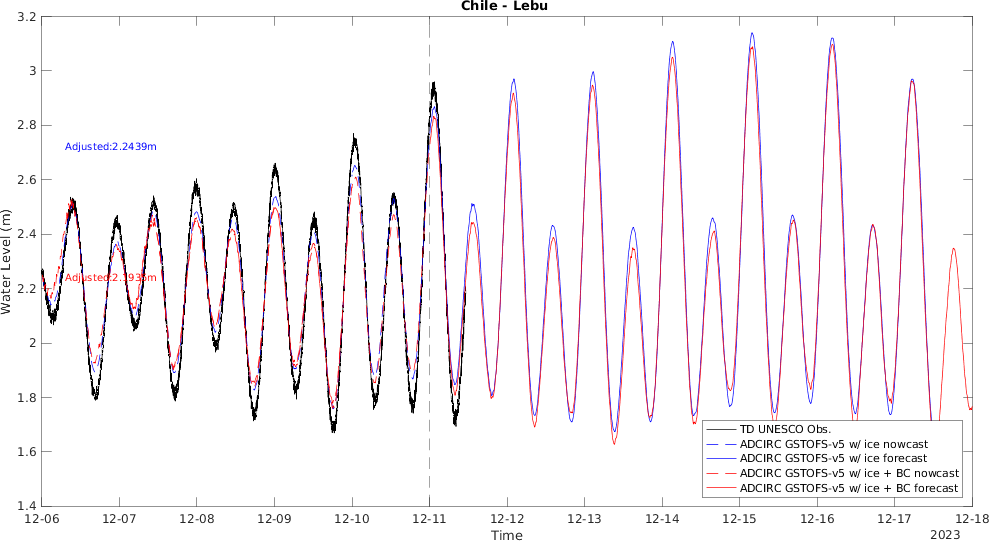 Chile - Lebu
3.2
3
2.8
2.6
2.4
2.2
2
1.8
1.6
1.4
Water Level (m)
Adjusted:2.2439m
TD UNESCO Obs.
ADCIRC GSTOFS-v5 w/ ice nowcast
ADCIRC GSTOFS-v5 w/ ice forecast
ADCIRC GSTOFS-v5 w/ ice + BC nowcast
ADCIRC GSTOFS-v5 w/ ice + BC forecast
12-06
12-07
12-08
12-09
12-10
12-11
12-12
12-13
12-14
12-15
12-16
12-17
12-18
Time
2023